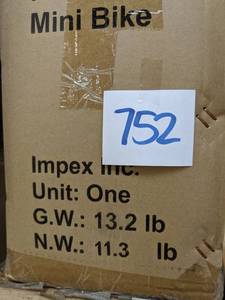 Mini Bike
752
Impex Inc.
Unit: One
G.W.: 13.2 lb
N.W.: 11.3 lb